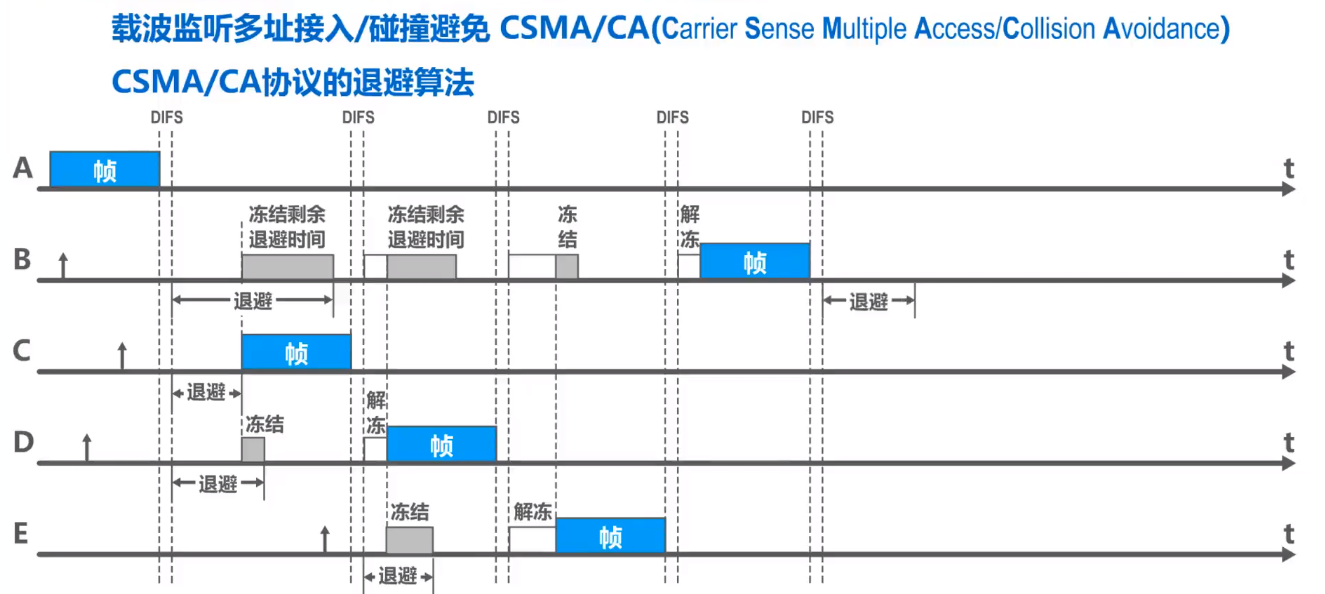 载波监听多址接入/碰撞避免 CSMA/CA(Carrier Sense Multiple Access/Collision Avoidance)
CSMA/CA协议的退避算法
DIFS DIFS DIFS DIFS DIFS
A 帧 t
冻结剩余 冻结剩余 冻 解
退避时间 退避时间 结 冻
B 帧 t
退避 退避
C 帧 t
退避 解
冻结 冻
D 帧 t
退避
冻结 解冻
E 帧 t
退避